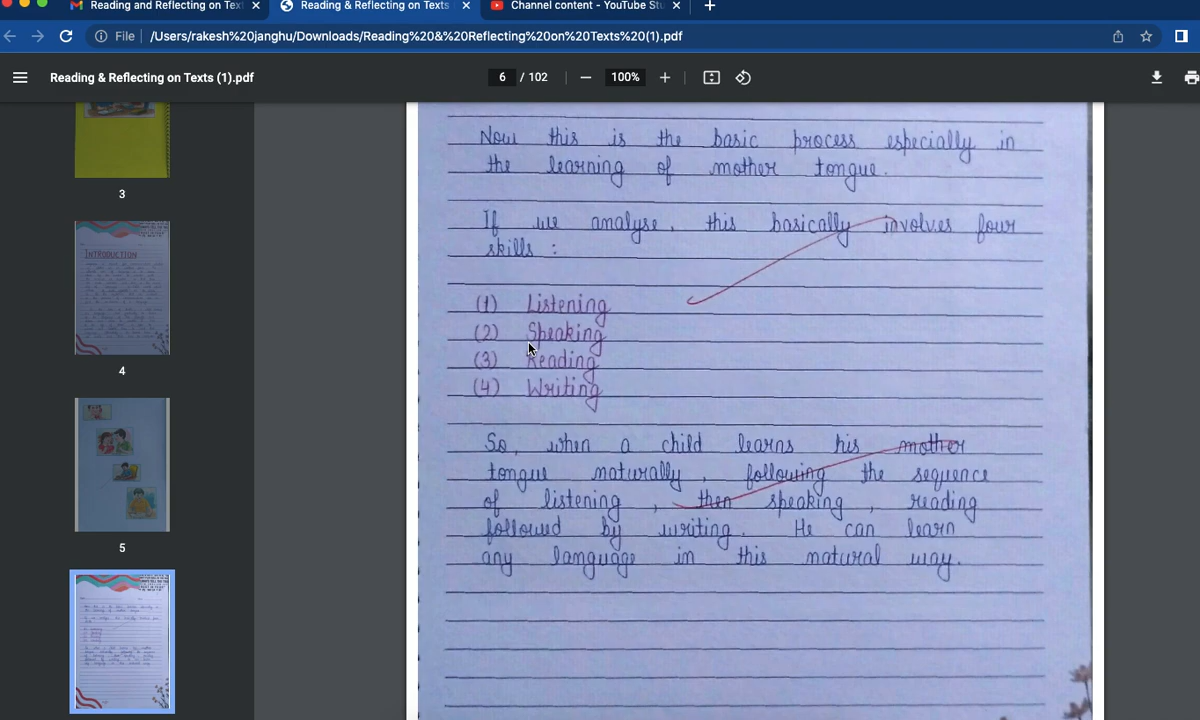 Reading and Reflecting on Tex
Reading & Reflecting on Texts
Channel content - YouTube Stu
File
/Users/rakesh%20janghu/Downloads/Reading%20&%20Reflecting%20on%20Texts%20(1).pdf
Reading & Reflecting on Texts (1).pdf
6 / 102
100%
3
INTRODUCTION
4
5
Now this is the basic process especially in
the learning of mother tongue.
If we analyse, this basically involves four
skills :
(1) Listening
(2) Speaking
(3) Reading
(4) Writing
So, when a child learns his mother
tongue naturally, following the sequence
of listening, then speaking, reading
followed by writing. He can learn
any language in this natural way.